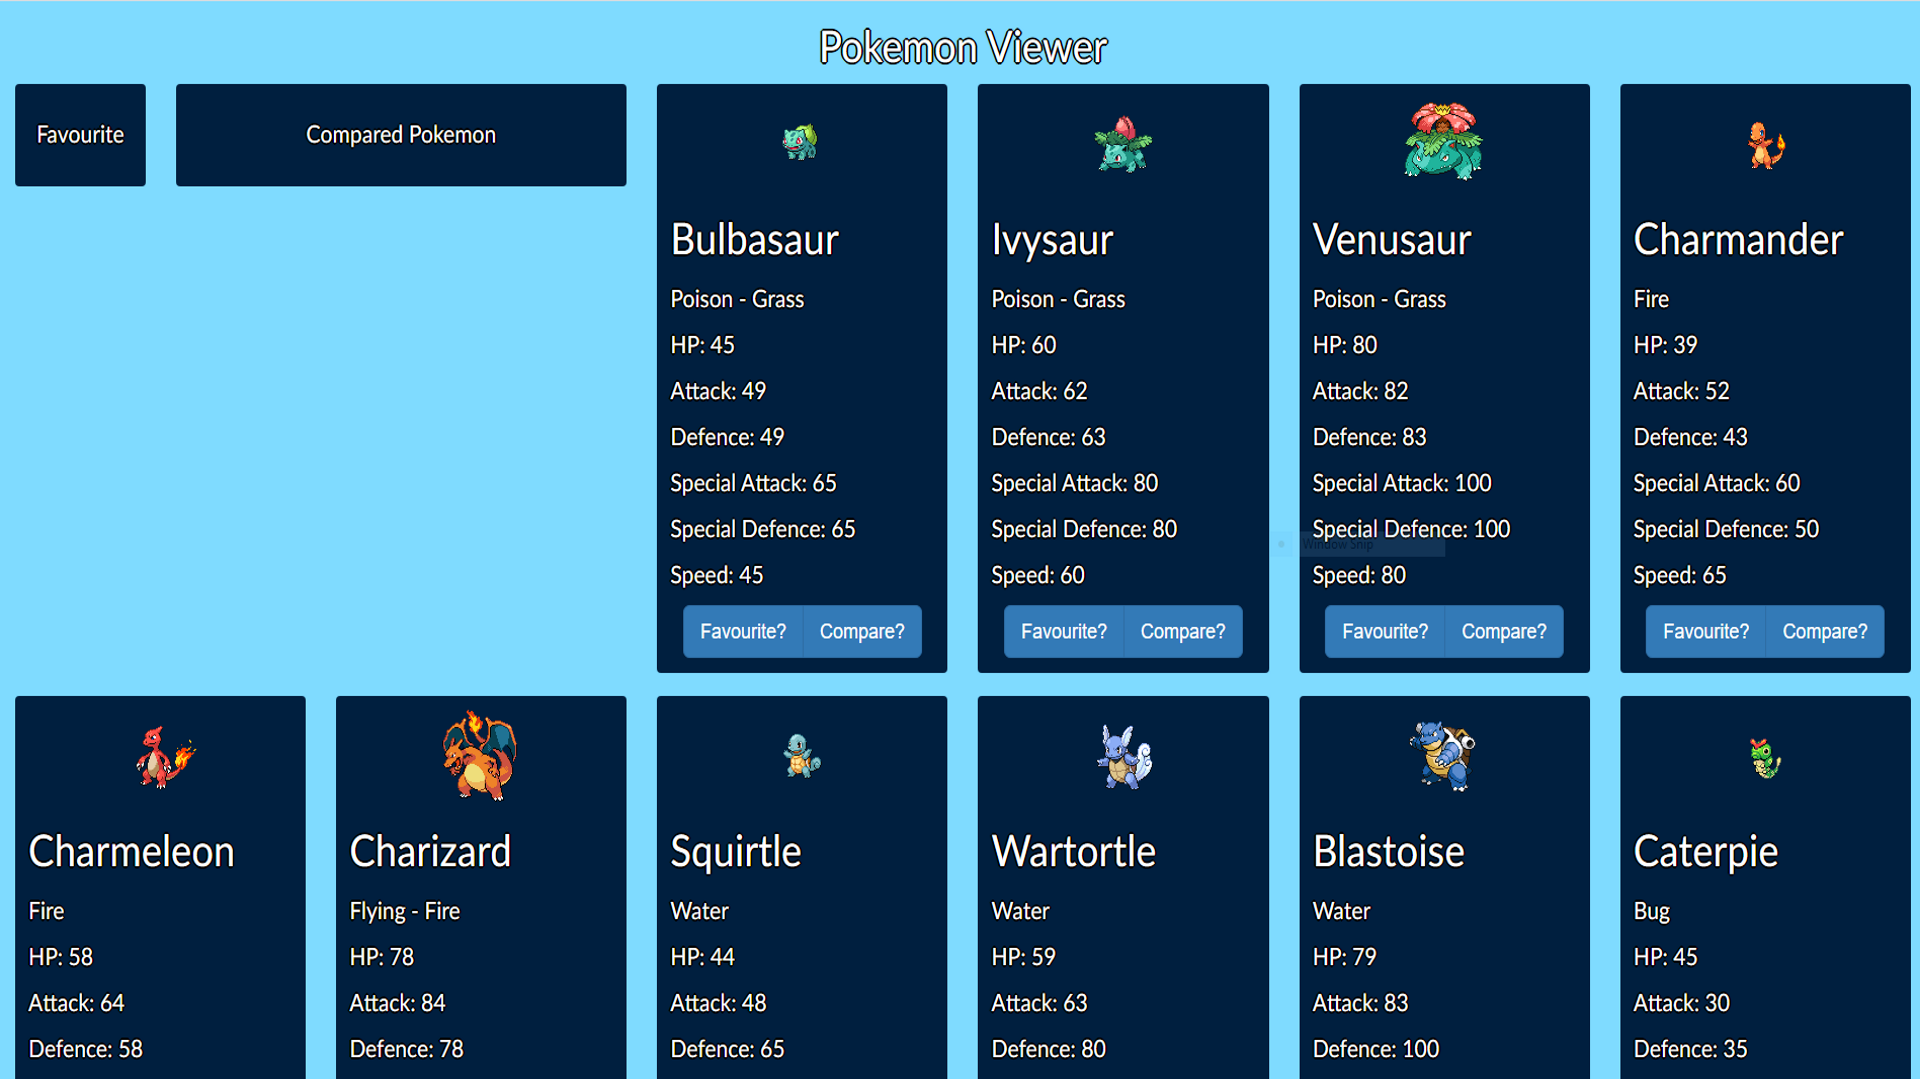 Pokemon Viewer
Favourite
Compared Pokemon
Bulbasaur
Poison - Grass
HP: 45
Attack: 49
Defence: 49
Special Attack: 65
Special Defence: 65
Speed: 45
Favourite? Compare?
Ivysaur
Poison - Grass
HP: 60
Attack: 62
Defence: 63
Special Attack: 80
Special Defence: 80
Speed: 60
Favourite? Compare?
Venusaur
Poison - Grass
HP: 80
Attack: 82
Defence: 83
Special Attack: 100
Special Defence: 100
Window Snip
Speed: 80
Favourite? Compare?
Charmander
Fire
HP: 39
Attack: 52
Defence: 43
Special Attack: 60
Special Defence: 50
Speed: 65
Favourite? Compare?
Charmeleon
Fire
HP: 58
Attack: 64
Defence: 58
Charizard
Flying - Fire
HP: 78
Attack: 84
Defence: 78
Squirtle
Water
HP: 44
Attack: 48
Defence: 65
Wartortle
Water
HP: 59
Attack: 63
Defence: 80
Blastoise
Water
HP: 79
Attack: 83
Defence: 100
Caterpie
Bug
HP: 45
Attack: 30
Defence: 35